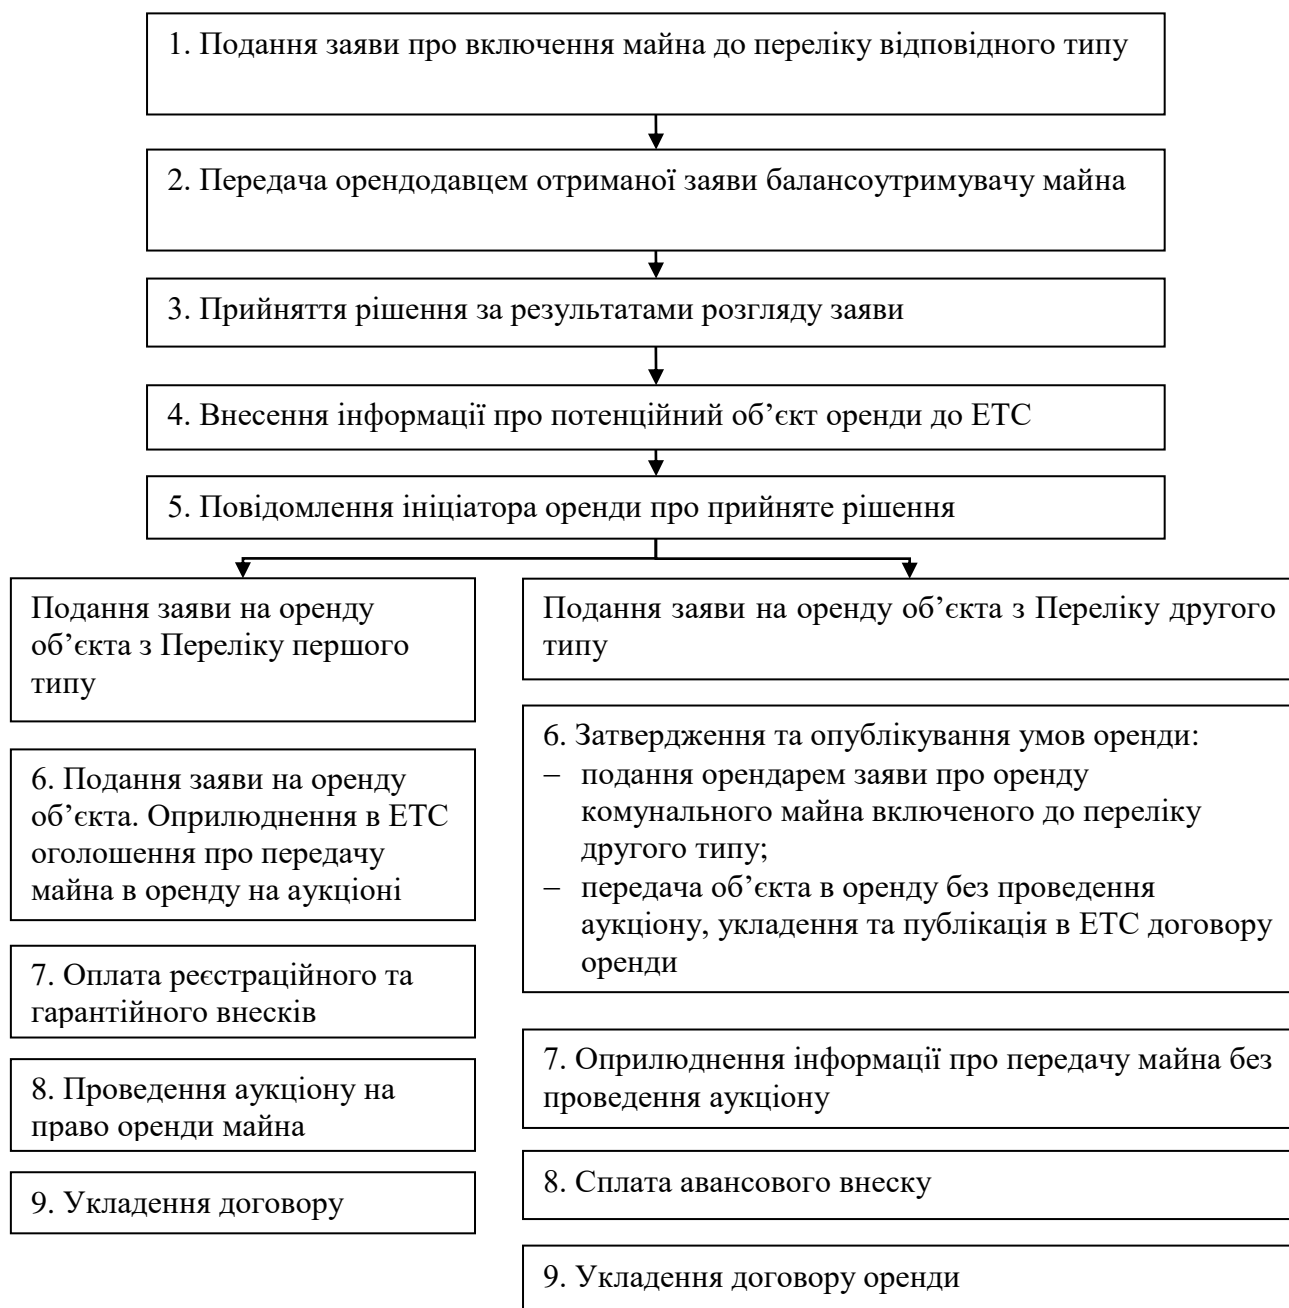 1. Подання заяви про включення майна до переліку відповідного типу
2. Передача орендодавцем отриманої заяви балансоутримувачу майна
3. Прийняття рішення за результатами розгляду заяви
4. Внесення інформації про потенційний об’єкт оренди до ЕТС
5. Повідомлення ініціатора оренди про прийняте рішення
Подання заяви на оренду
об’єкта з Переліку першого
типу
6. Подання заяви на оренду
об’єкта. Оприлюднення в ЕТС
оголошення про передачу
майна в оренду на аукціоні
7. Оплата реєстраційного та
гарантійного внесків
8. Проведення аукціону на
право оренди майна
9. Укладення договору
Подання заяви на оренду об’єкта з Переліку другого
типу
6. Затвердження та опублікування умов оренди:
– подання орендарем заяви про оренду
комунального майна включеного до переліку
другого типу;
– передача об’єкта в оренду без проведення
аукціону, укладення та публікація в ЕТС договору
оренди
7. Оприлюднення інформації про передачу майна без
проведення аукціону
8. Сплата авансового внеску
9. Укладення договору оренди